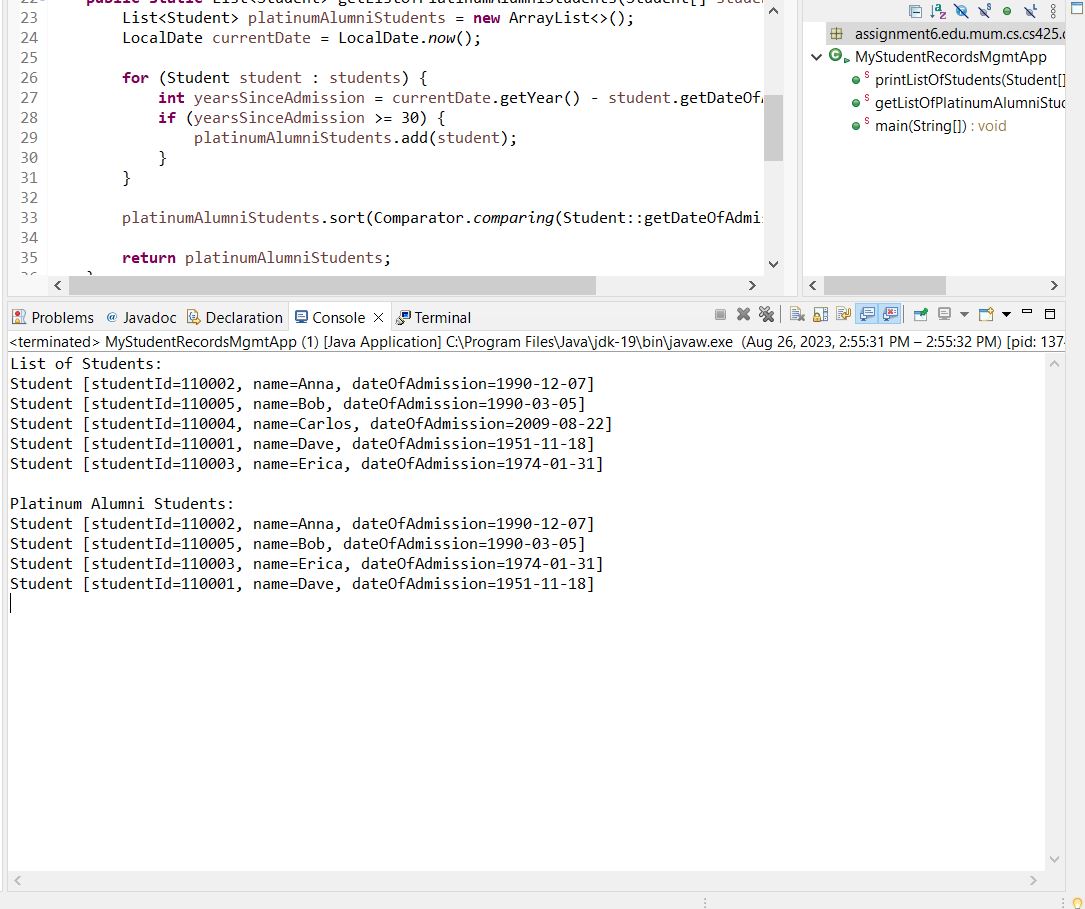 public static List<Student> getListOfPlatinumAlumniStudents(Student[]
23 List<Student> platinumAlumniStudents = new ArrayList<>();
24 LocalDate currentDate = LocalDate.now();
25
26 for (Student student : students) {
27 int yearsSinceAdmission = currentDate.getYear() - student.getDateOfA
28 if (yearsSinceAdmission >= 30) {
29 platinumAlumniStudents.add(student);
30 }
31 }
32
33 platinumAlumniStudents.sort(Comparator.comparing(Student::getDateOfAdmi
34
35 return platinumAlumniStudents;
assignment6.edu.mum.cs.cs425.
MyStudentRecordsMgmtApp
printListOfStudents(Student[]
getListOfPlatinumAlumniStu
main(String[]) : void
Problems @ Javadoc Declaration Console Terminal
<terminated> MyStudentRecordsMgmtApp (1) [Java Application] C:\Program Files\Java\jdk-19\bin\javaw.exe (Aug 26, 2023, 2:55:31 PM – 2:55:32 PM) [pid: 137
List of Students:
Student [studentId=110002, name=Anna, dateOfAdmission=1990-12-07]
Student [studentId=110005, name=Bob, dateOfAdmission=1990-03-05]
Student [studentId=110004, name=Carlos, dateOfAdmission=2009-08-22]
Student [studentId=110001, name=Dave, dateOfAdmission=1951-11-18]
Student [studentId=110003, name=Erica, dateOfAdmission=1974-01-31]
Platinum Alumni Students:
Student [studentId=110002, name=Anna, dateOfAdmission=1990-12-07]
Student [studentId=110005, name=Bob, dateOfAdmission=1990-03-05]
Student [studentId=110003, name=Erica, dateOfAdmission=1974-01-31]
Student [studentId=110001, name=Dave, dateOfAdmission=1951-11-18]